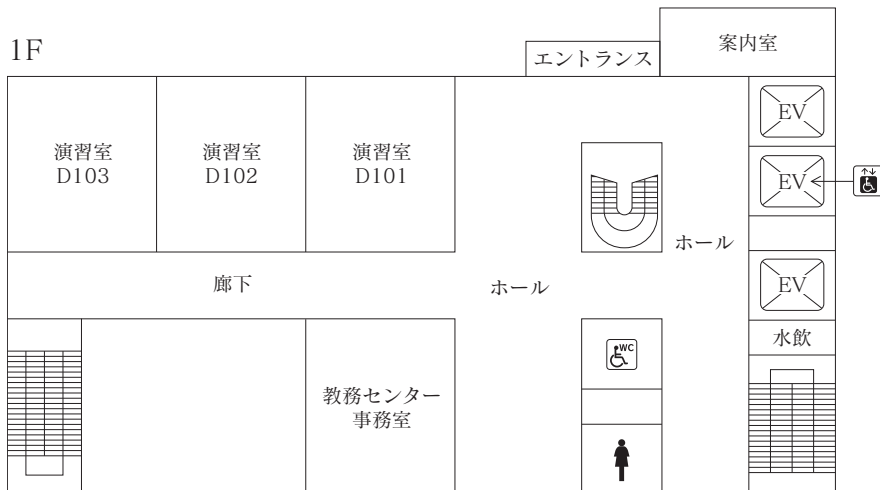 1F
エントランス
案内室
演習室
D103
演習室
D102
演習室
D101
EV
EV
EV
ホール
廊下
ホール
水飲
WC
教務センター
事務室